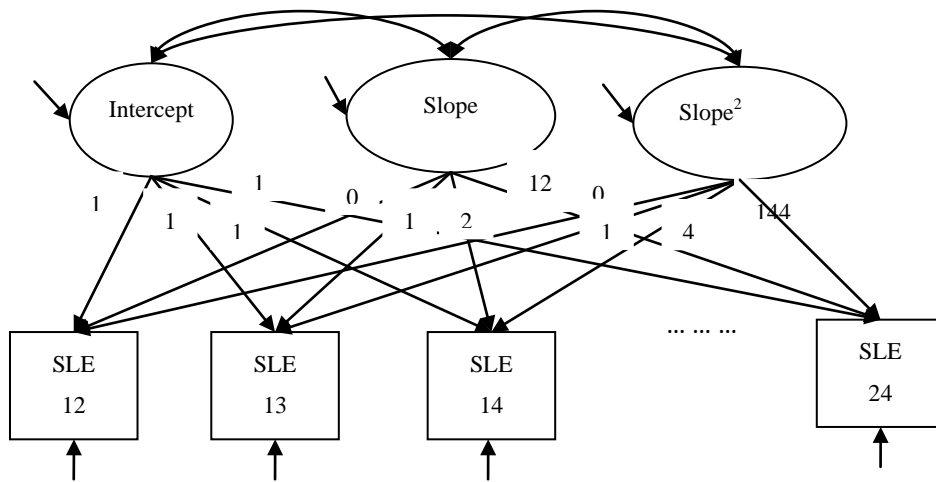 Intercept
Slope
Slope²
1
1
1
1
0
1
2
12
0
1
4
144
... ... ...
SLE
12
SLE
13
SLE
14
SLE
24